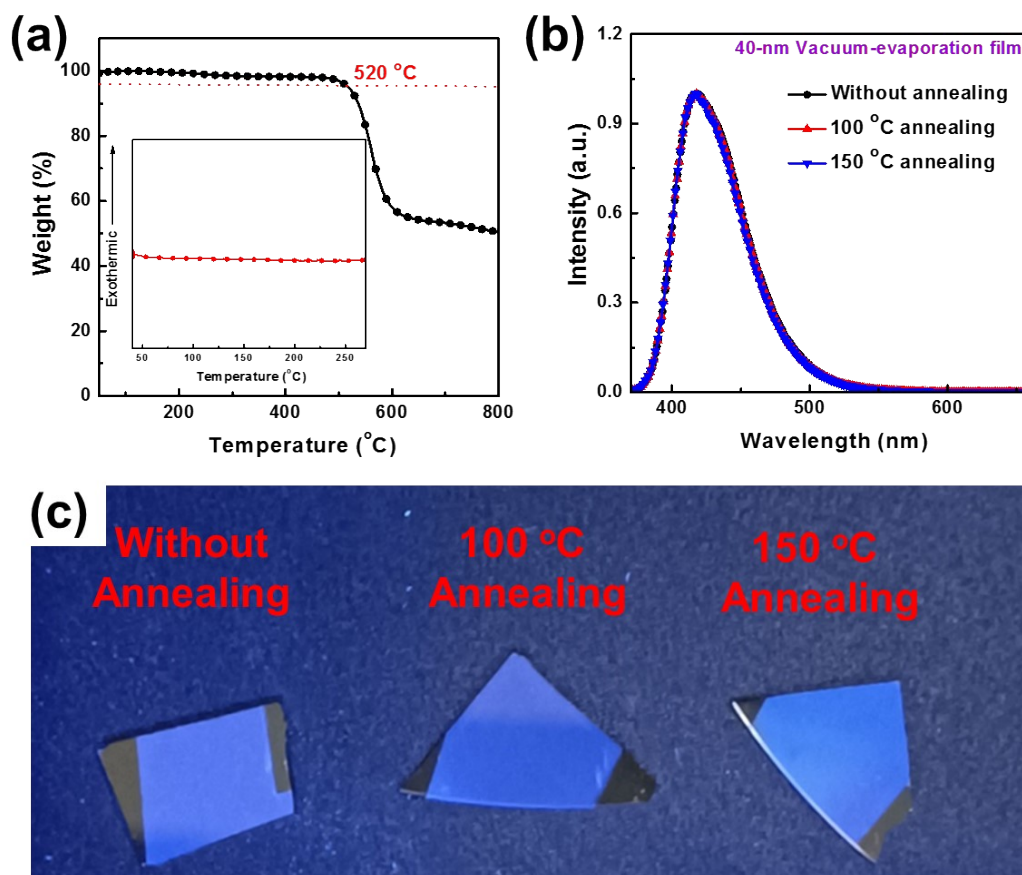 (a)
100
80
60
40
20
0
Weight (%)
520 °C
Exothermic
50
100
150
200
250
Temperature (°C)
200
400
600
800
Temperature (°C)
(b)
1.2
0.9
0.6
0.3
0.0
Intensity (a.u.)
40-nm Vacuum-evaporation film
Without annealing
100 °C annealing
150 °C annealing
400
500
600
Wavelength (nm)
(c)
Without
Annealing
100 °C
Annealing
150 °C
Annealing